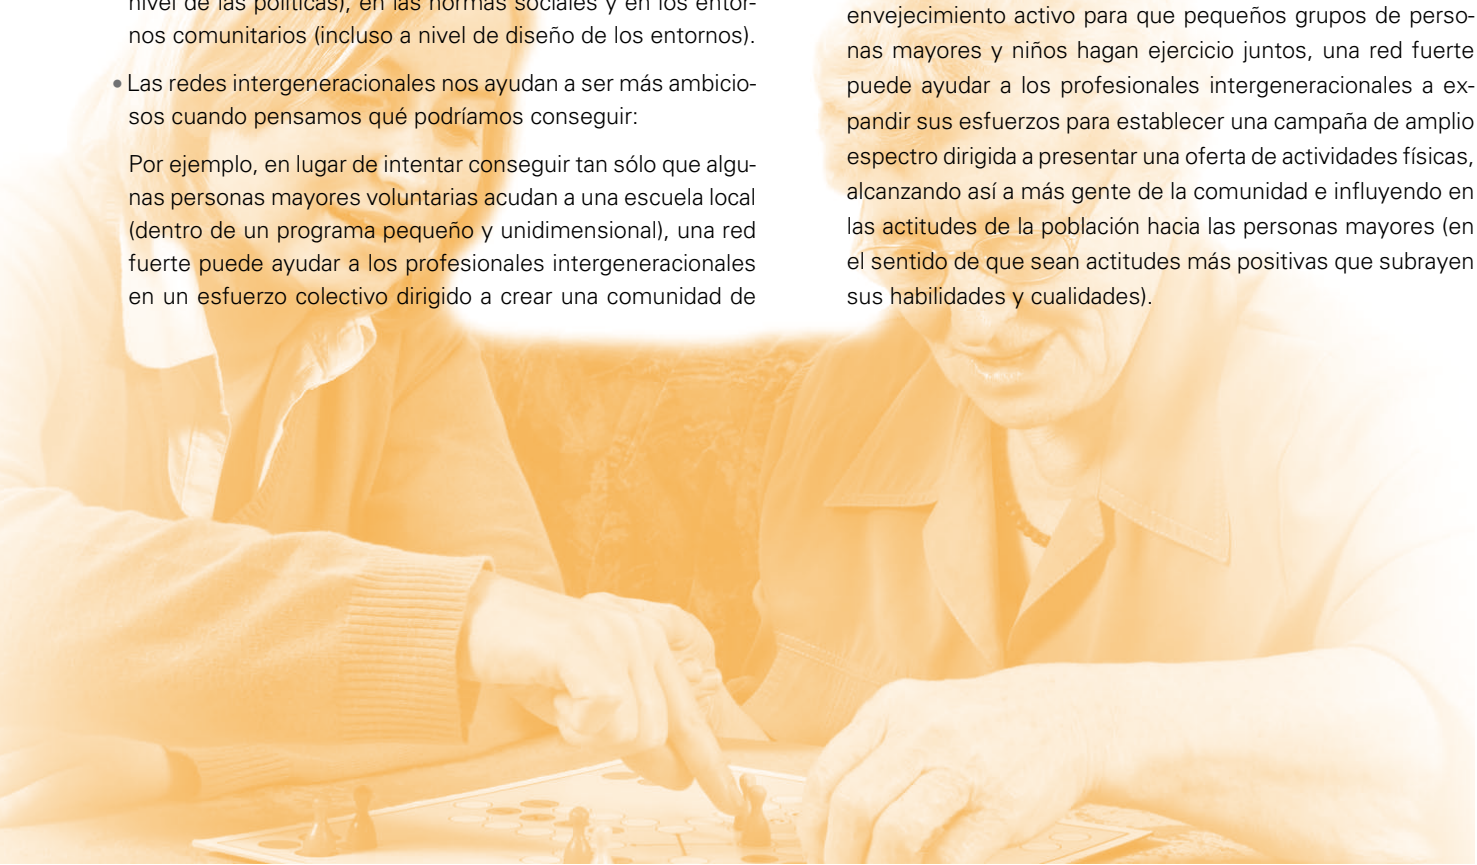 nivel de las políticas), en las normas sociales y en los entor-
nos comunitarios (incluso a nivel de diseño de los entornos).
• Las redes intergeneracionales nos ayudan a ser más ambicio-
sos cuando pensamos qué podríamos conseguir:
Por ejemplo, en lugar de intentar conseguir tan sólo que algu-
nas personas mayores voluntarias acudan a una escuela local
(dentro de un programa pequeño y unidimensional), una red
fuerte puede ayudar a los profesionales intergeneracionales
en un esfuerzo colectivo dirigido a crear una comunidad de
envejecimiento activo para que pequeños grupos de perso-
nas mayores y niños hagan ejercicio juntos, una red fuerte
puede ayudar a los profesionales intergeneracionales a ex-
pandir sus esfuerzos para establecer una campaña de amplio
espectro dirigida a presentar una oferta de actividades físicas,
alcanzando así a más gente de la comunidad e influyendo en
las actitudes de la población hacia las personas mayores (en
el sentido de que sean actitudes más positivas que subrayen
sus habilidades y cualidades).